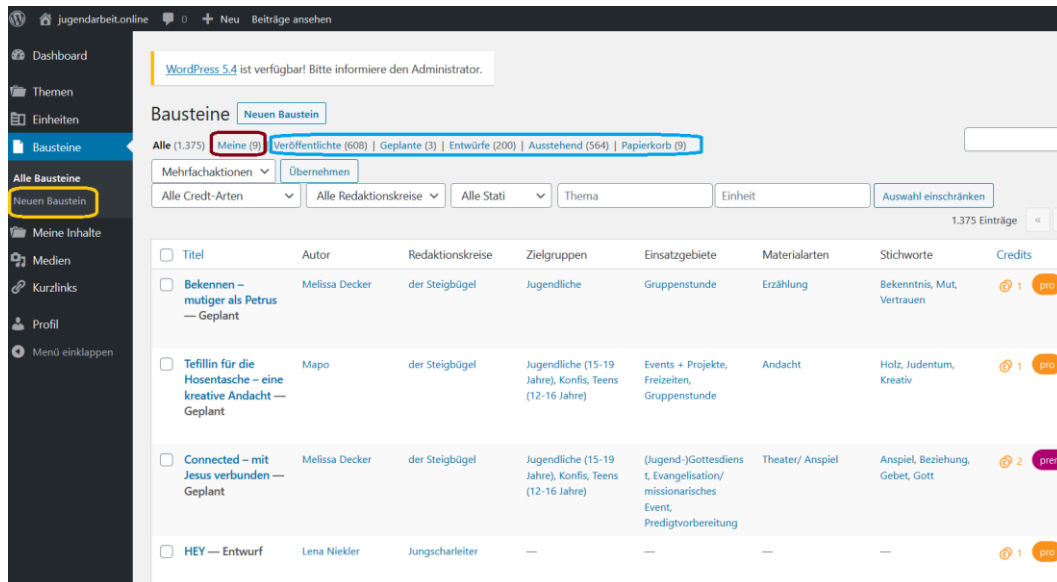 jugendarbeit.online 0 + Neu Beiträge ansehen
Dashboard
Themen
Einheiten
Bausteine
Alle Bausteine
Neuen Baustein
Meine Inhalte
Medien
Kurzlinks
Profil
Menü einklappen
WordPress 5.4 ist verfügbar! Bitte informiere den Administrator.
Bausteine Neuen Baustein
Alle (1.375) Meine (9) Veröffentlichte (608) | Geplante (3) | Entwürfe (200) | Ausstehend (564) | Papierkorb (9)
Mehrfachaktionen Übernehmen
Alle Credt-Arten Alle Redaktionskreise Alle Stati Thema Einheit Auswahl einschränken
1.375 Einträge «
Titel Autor Redaktionskreise Zielgruppen Einsatzgebiete Materialarten Stichworte Credits
Bekennen – Melissa Decker der Steigbügel Jugendliche Gruppenstunde Erzählung Bekenntnis, Mut, 1 pro
mutiger als Petrus Vertrauen
— Geplant
Tefillin für die Mapo der Steigbügel Jugendliche (15-19 Events + Projekte, Andacht Holz, Judentum, 1 pro
Hosentasche – eine Jahre), Konfis, Teens Freizeiten, Kreativ
kreative Andacht — (12-16 Jahre) Gruppenstunde
Geplant
Connected – mit Melissa Decker der Steigbügel Jugendliche (15-19 (Jugend-)Gottesdiens Theater/ Anspiel Anspiel, Beziehung, 2 prem
Jesus verbunden — Jahre), Konfis, Teens t, Evangelisation/ Gebet, Gott
Geplant (12-16 Jahre) missionarisches
Event,
Predigtvorbereitung
HEY — Entwurf Lena Niekler Jungscharleiter — — — — 1 pro